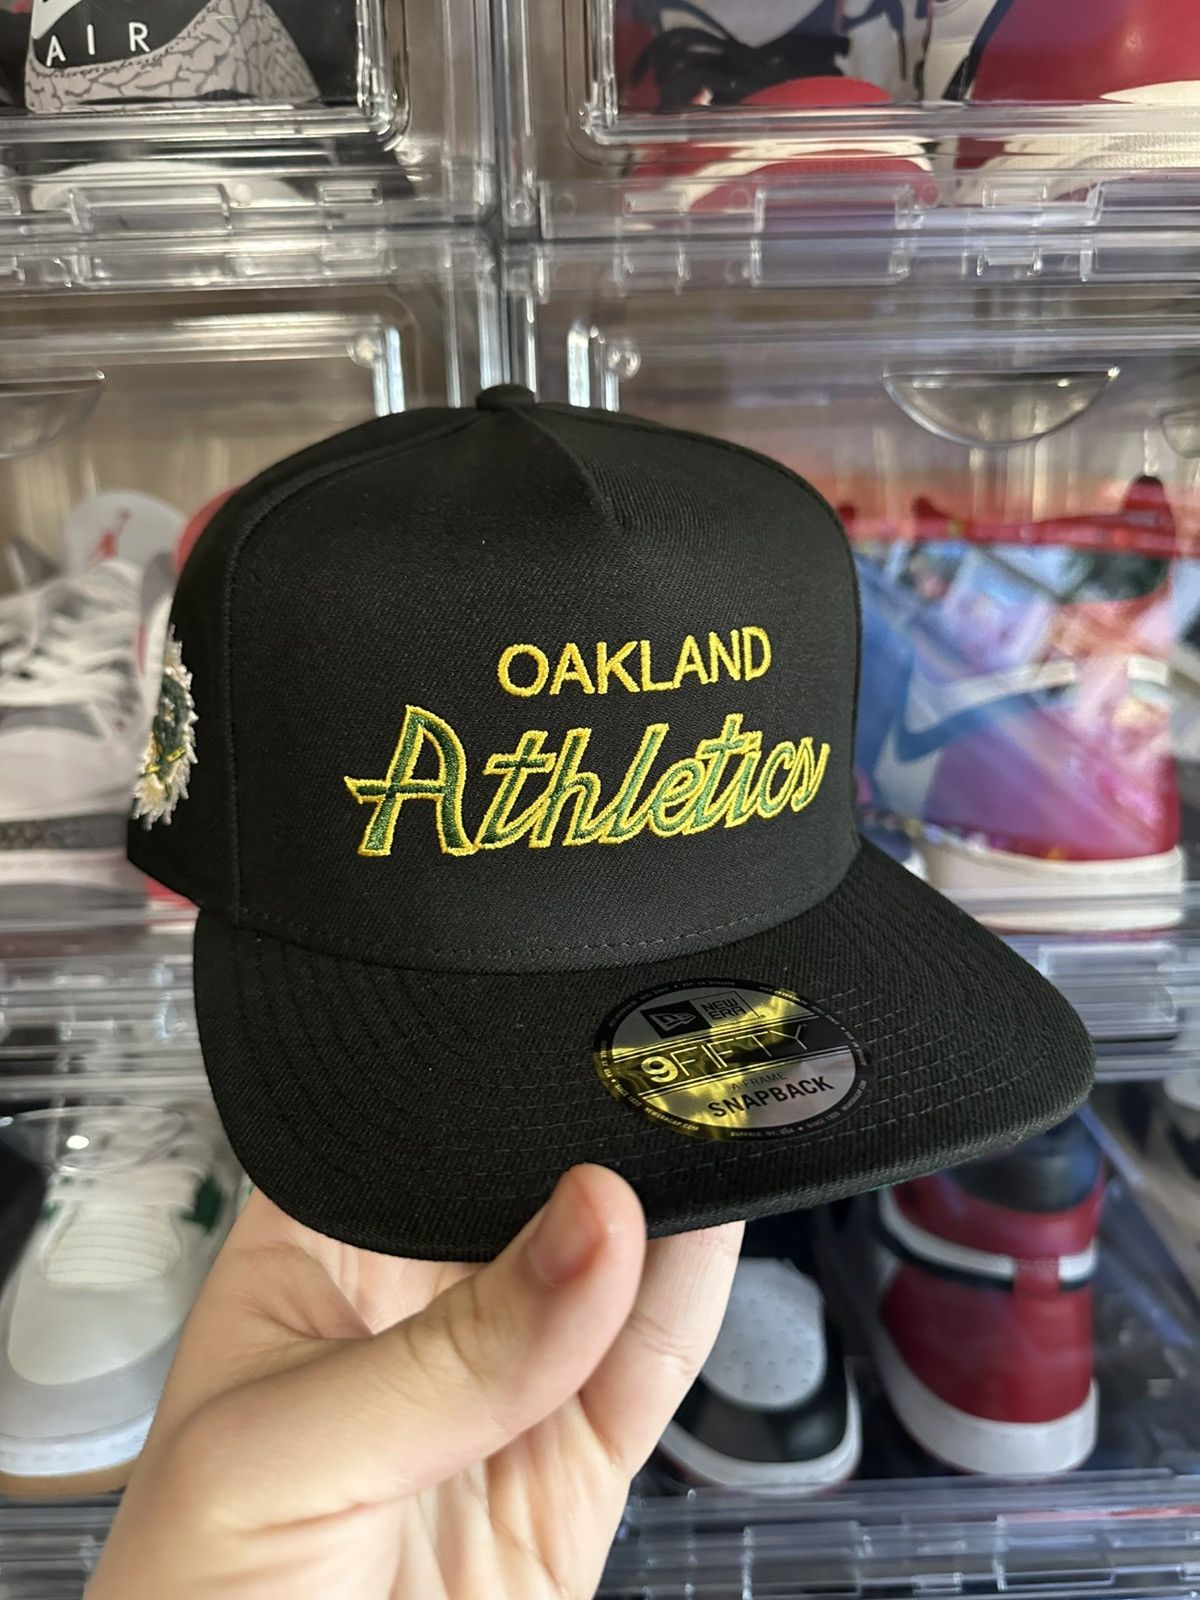 AIR
OAKLAND
Athletics
NEW ERA
9FIFTY
A FRAME
SNAPBACK